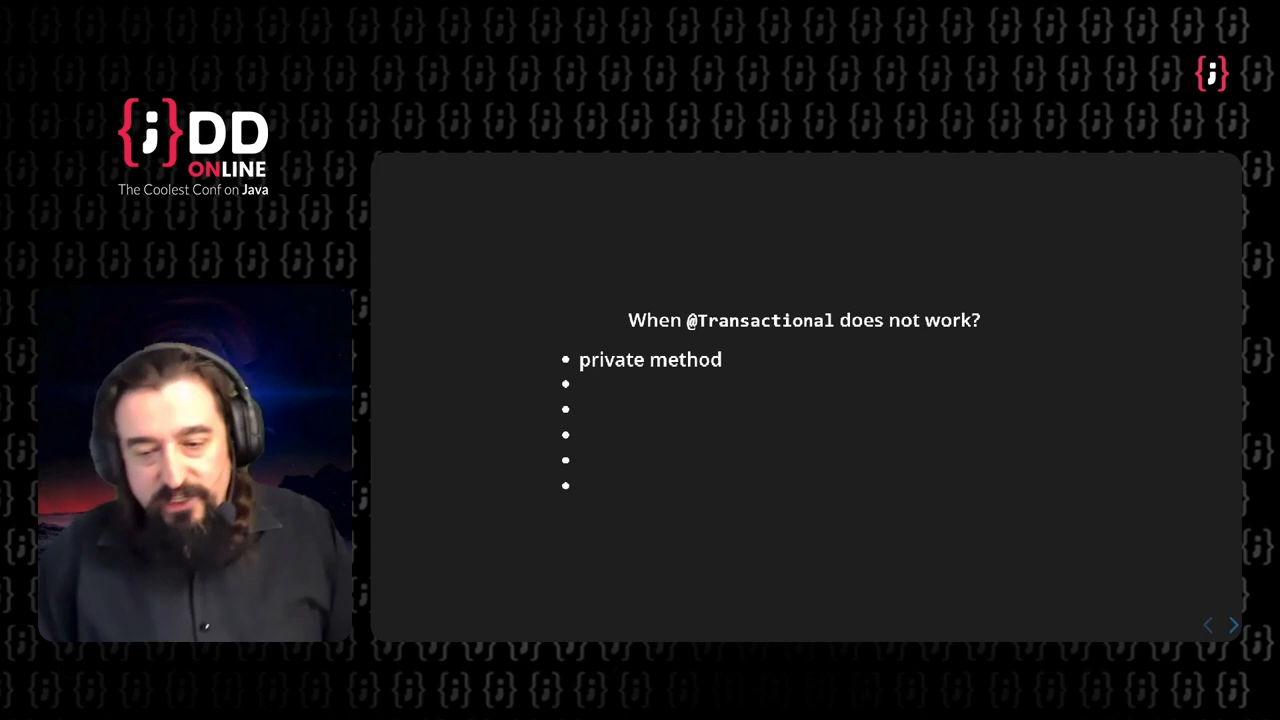 {;}
{;}DD
ONLINE
The Coolest Conf on Java
When @Transactional does not work?
• private method
•
•
•
•
•